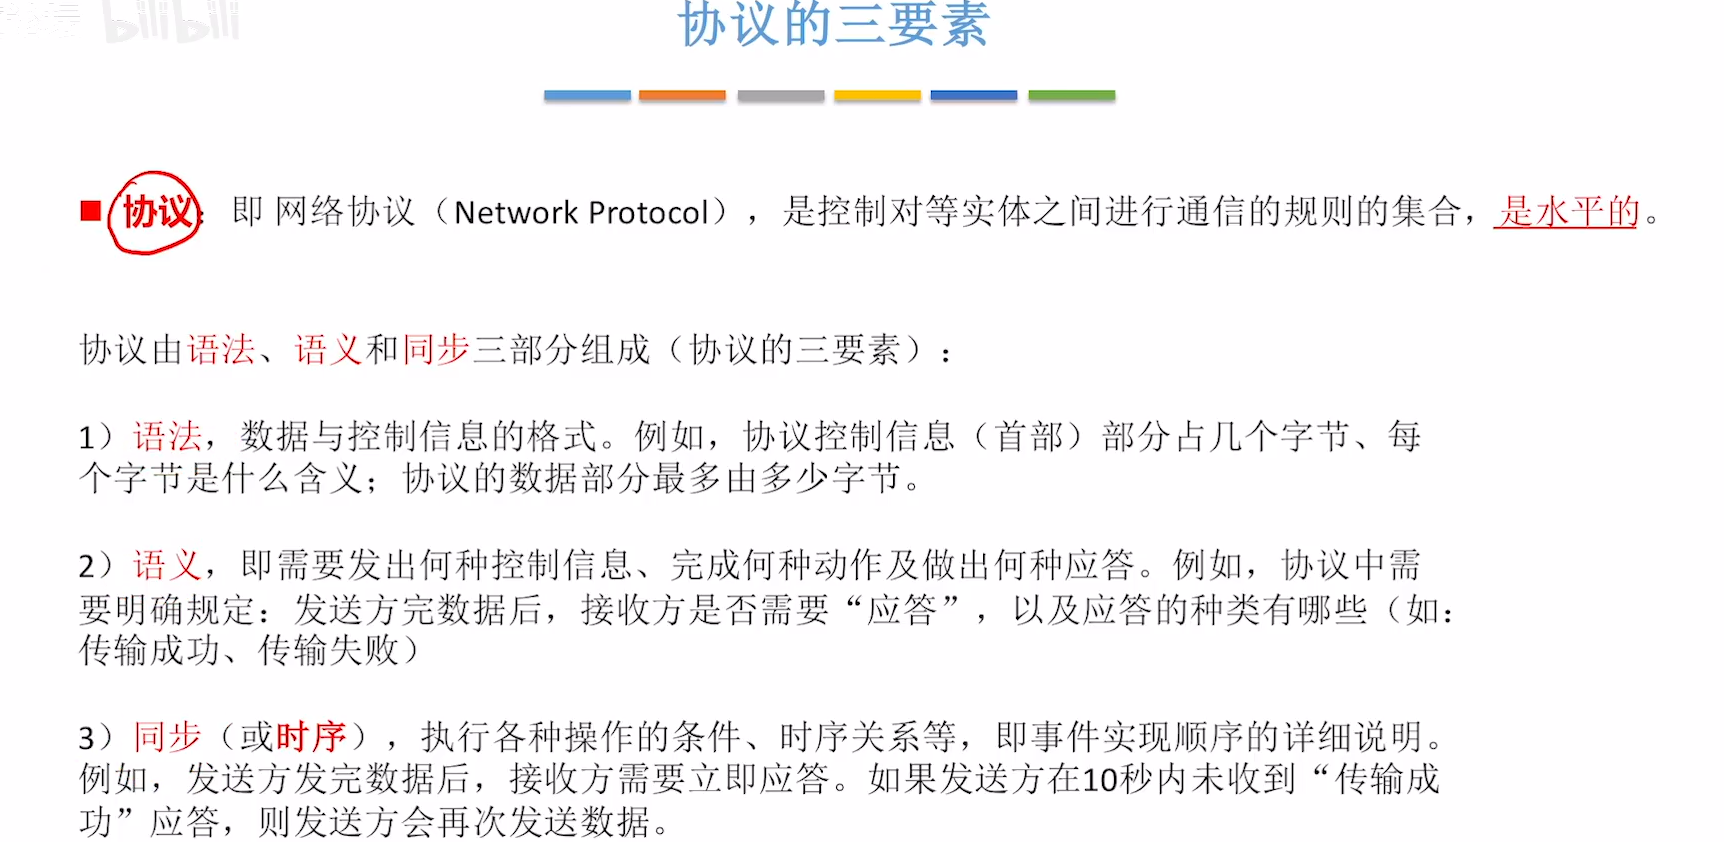 bilibili
协议的三要素
■ 协议：即 网络协议（Network Protocol），是控制对等实体之间进行通信的规则的集合，是水平的。
协议由语法、语义和同步三部分组成（协议的三要素）：
1）语法，数据与控制信息的格式。例如，协议控制信息（首部）部分占几个字节、每
个字节是什么含义；协议的数据部分最多由多少字节。
2）语义，即需要发出何种控制信息、完成何种动作及做出何种应答。例如，协议中需
要明确规定：发送方完数据后，接收方是否需要“应答”，以及应答的种类有哪些（如：
传输成功、传输失败）
3）同步（或时序），执行各种操作的条件、时序关系等，即事件实现顺序的详细说明。
例如，发送方发完数据后，接收方需要立即应答。如果发送方在10秒内未收到“传输成
功”应答，则发送方会再次发送数据。